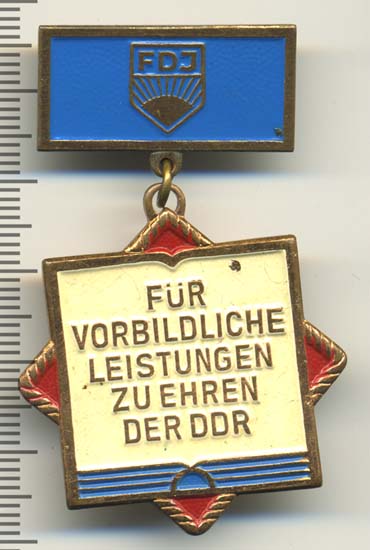 FDJ
FÜR
VORBILDLICHE
LEISTUNGEN
ZU EHREN
DER DDR